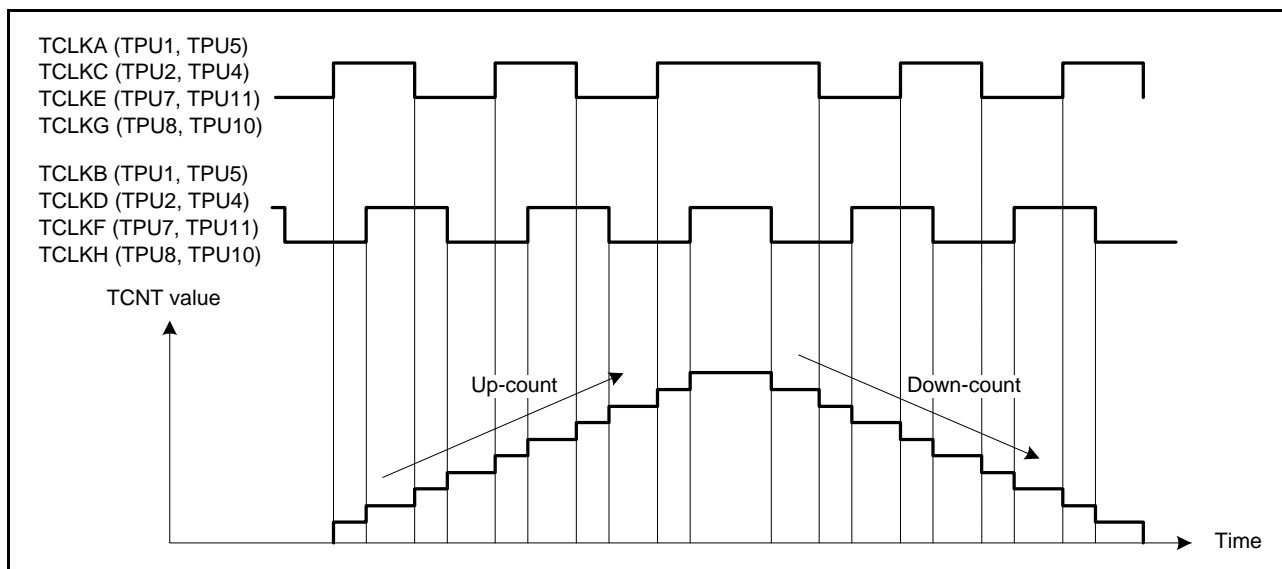 TCLKA (TPU1, TPU5)
TCLKC (TPU2, TPU4)
TCLKE (TPU7, TPU11)
TCLKG (TPU8, TPU10)
TCLKB (TPU1, TPU5)
TCLKD (TPU2, TPU4)
TCLKF (TPU7, TPU11)
TCLKH (TPU8, TPU10)
TCNT value
Up-count
Down-count
Time